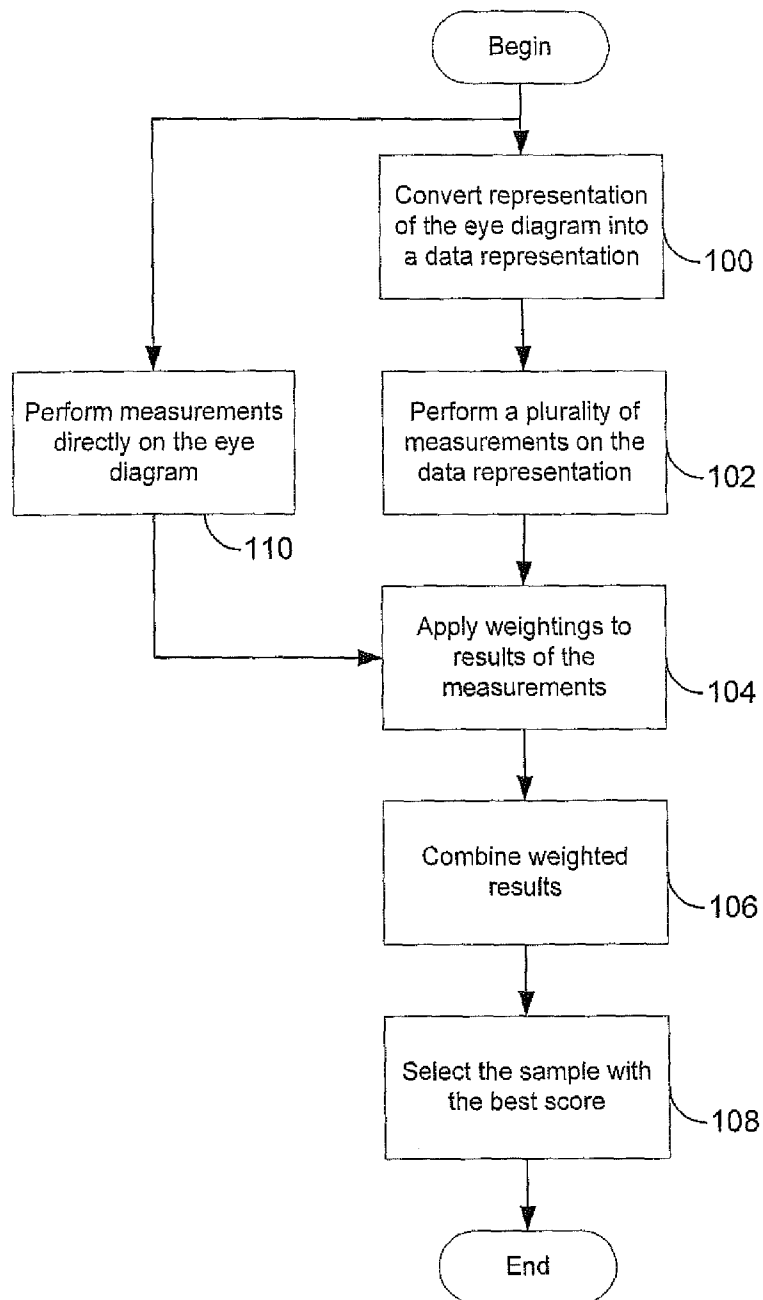 Begin
Convert representation
of the eye diagram into
a data representation
100
Perform measurements
directly on the eye
diagram
110
Perform a plurality of
measurements on the
data representation
102
Apply weightings to
results of the
measurements
104
Combine weighted
results
106
Select the sample with
the best score
108
End